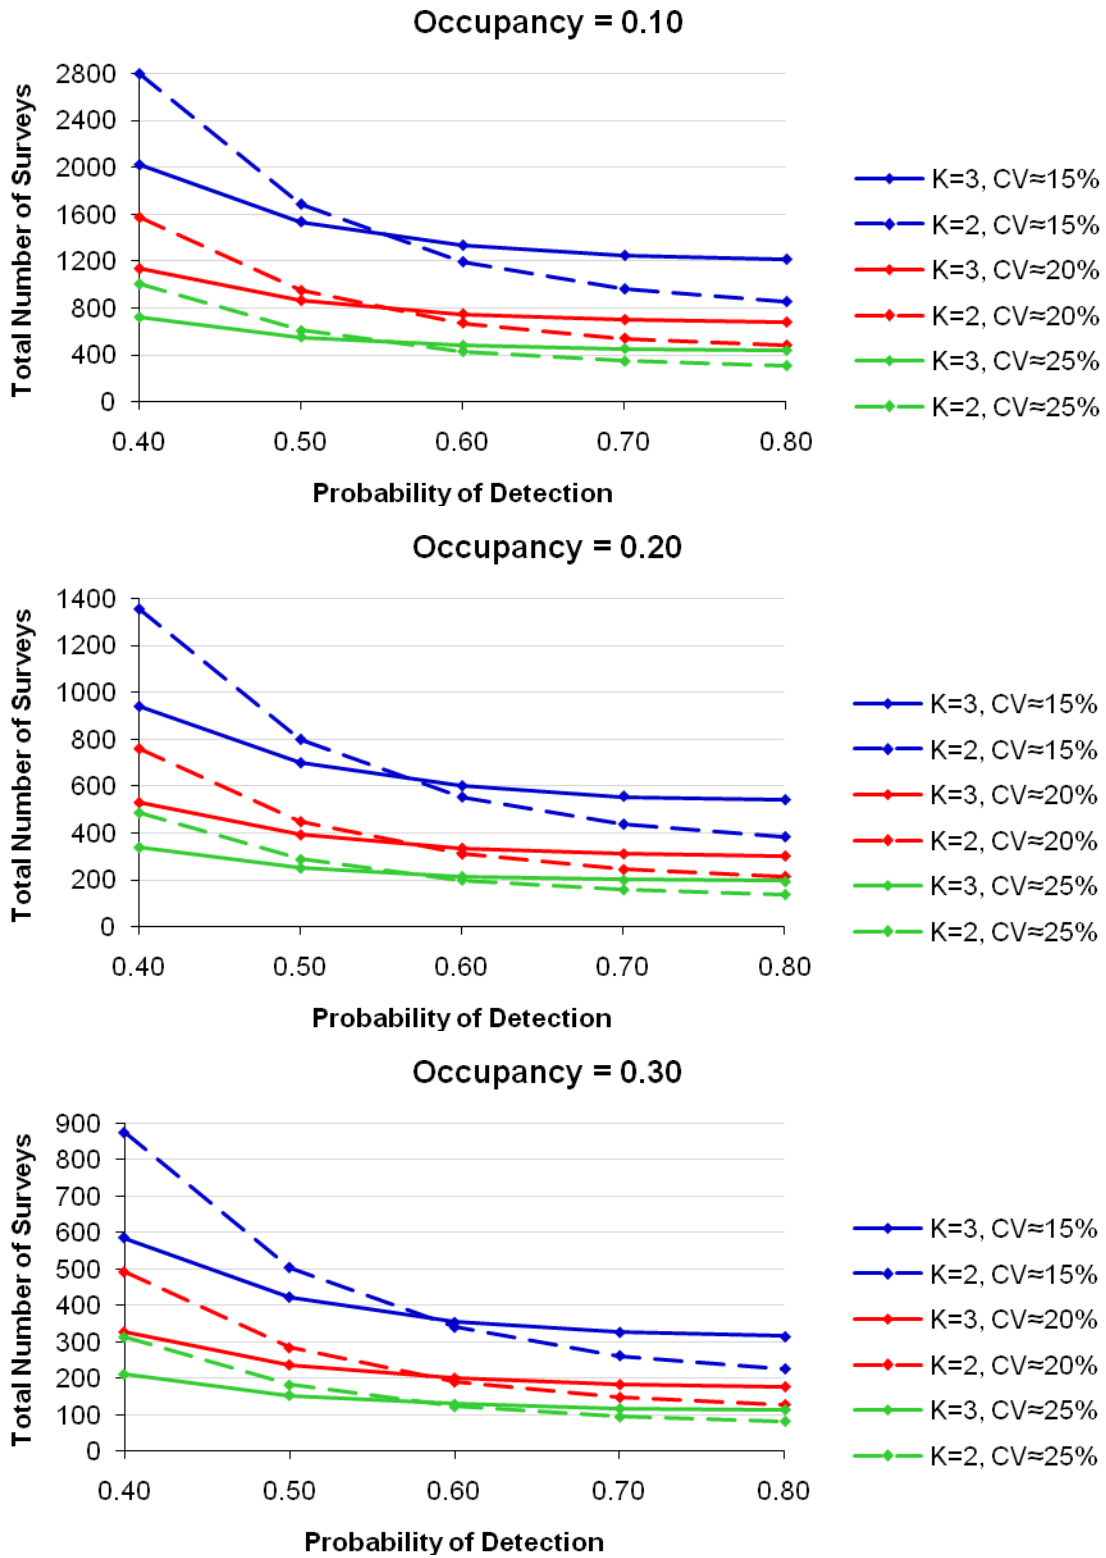 Occupancy = 0.10
Total Number of Surveys
2800
2400
2000
1600
1200
800
400
0
0.40 0.50 0.60 0.70 0.80
Probability of Detection
K=3, CV≈15%
K=2, CV≈15%
K=3, CV≈20%
K=2, CV≈20%
K=3, CV≈25%
K=2, CV≈25%
Occupancy = 0.20
Total Number of Surveys
1400
1200
1000
800
600
400
200
0
0.40 0.50 0.60 0.70 0.80
Probability of Detection
K=3, CV≈15%
K=2, CV≈15%
K=3, CV≈20%
K=2, CV≈20%
K=3, CV≈25%
K=2, CV≈25%
Occupancy = 0.30
Total Number of Surveys
900
800
700
600
500
400
300
200
100
0
0.40 0.50 0.60 0.70 0.80
Probability of Detection
K=3, CV≈15%
K=2, CV≈15%
K=3, CV≈20%
K=2, CV≈20%
K=3, CV≈25%
K=2, CV≈25%